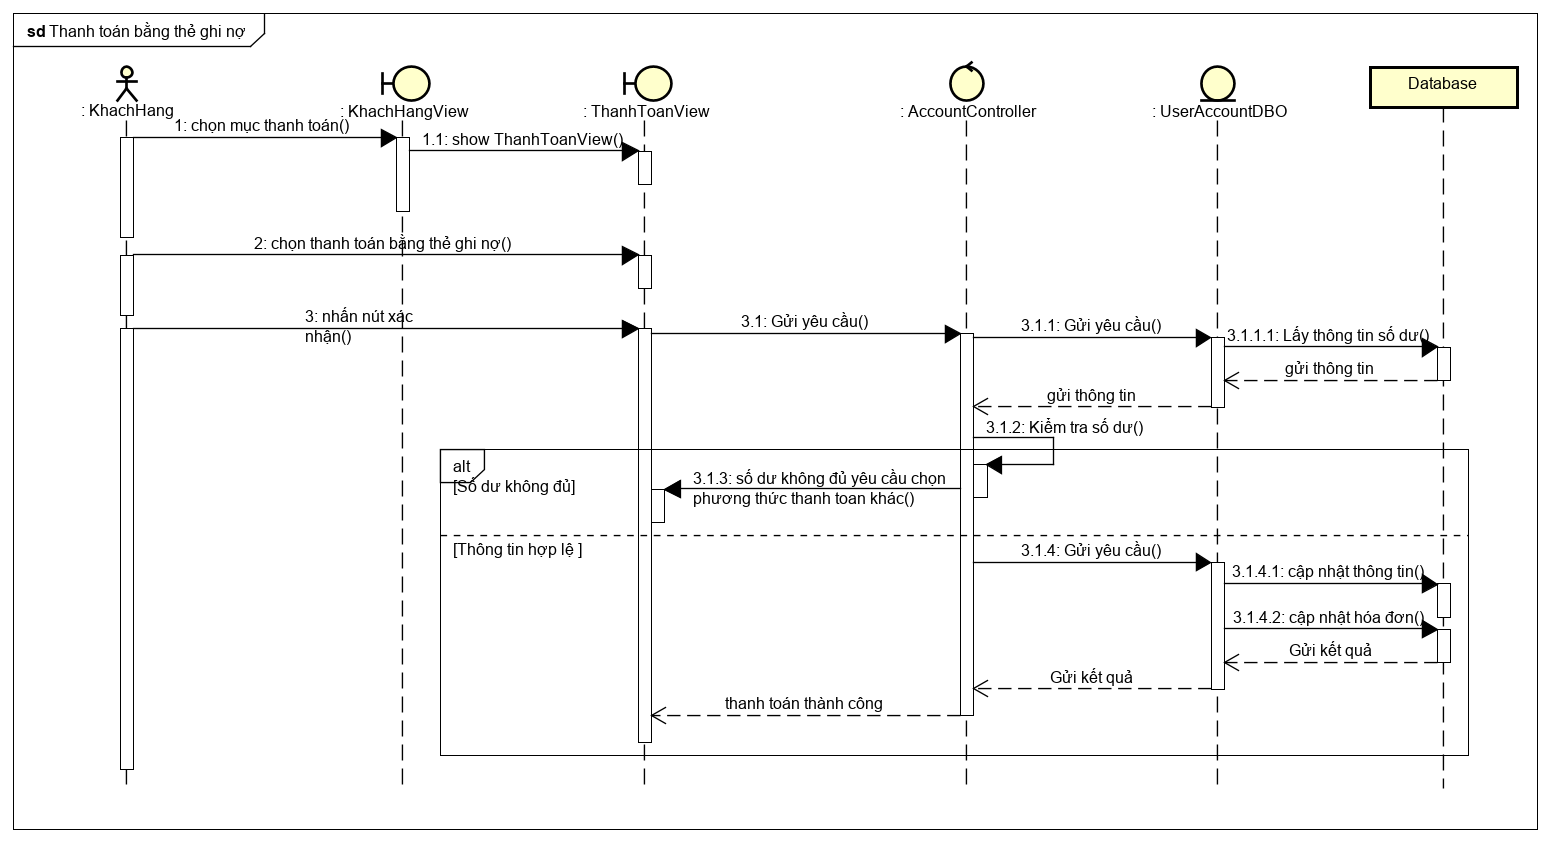 sd Thanh toán bằng thẻ ghi nợ
: KhachHang
: KhachHangView
: ThanhToanView
: AccountController
: UserAccountDBO
Database
1: chọn mục thanh toán()
1.1: show ThanhToanView()
2: chọn thanh toán bằng thẻ ghi nợ()
3: nhấn nút xác
nhận()
3.1: Gửi yêu cầu()
3.1.1: Gửi yêu cầu()
3.1.1.1: Lấy thông tin số dư()
gửi thông tin
gửi thông tin
3.1.2: Kiểm tra số dư()
alt
[Số dư không đủ]
3.1.3: số dư không đủ yêu cầu chọn
phương thức thanh toan khác()
[Thông tin hợp lệ ]
3.1.4: Gửi yêu cầu()
3.1.4.1: cập nhật thông tin()
3.1.4.2: cập nhật hóa đơn()
Gửi kết quả
Gửi kết quả
thanh toán thành công